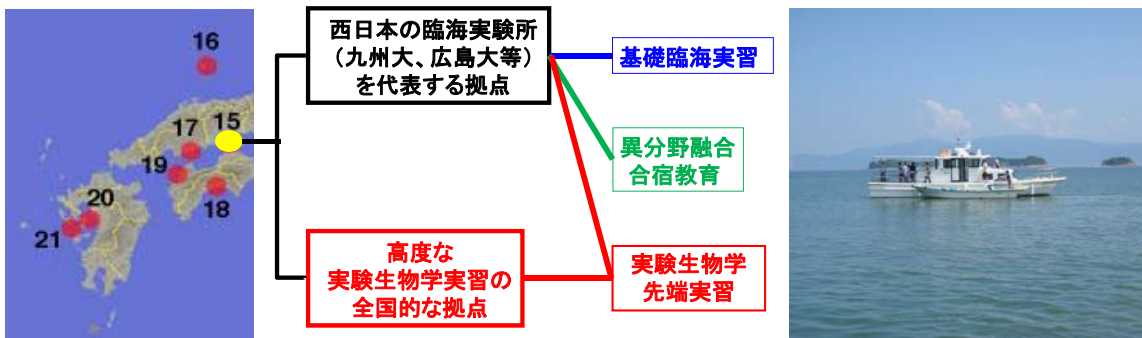 16
15
17
19
18
20
21
西日本の臨海実験所
（九州大、広島大等）
を代表する拠点
高度な
実験生物学実習の
全国的な拠点
基礎臨海実習
異分野融合
合宿教育
実験生物学
先端実習